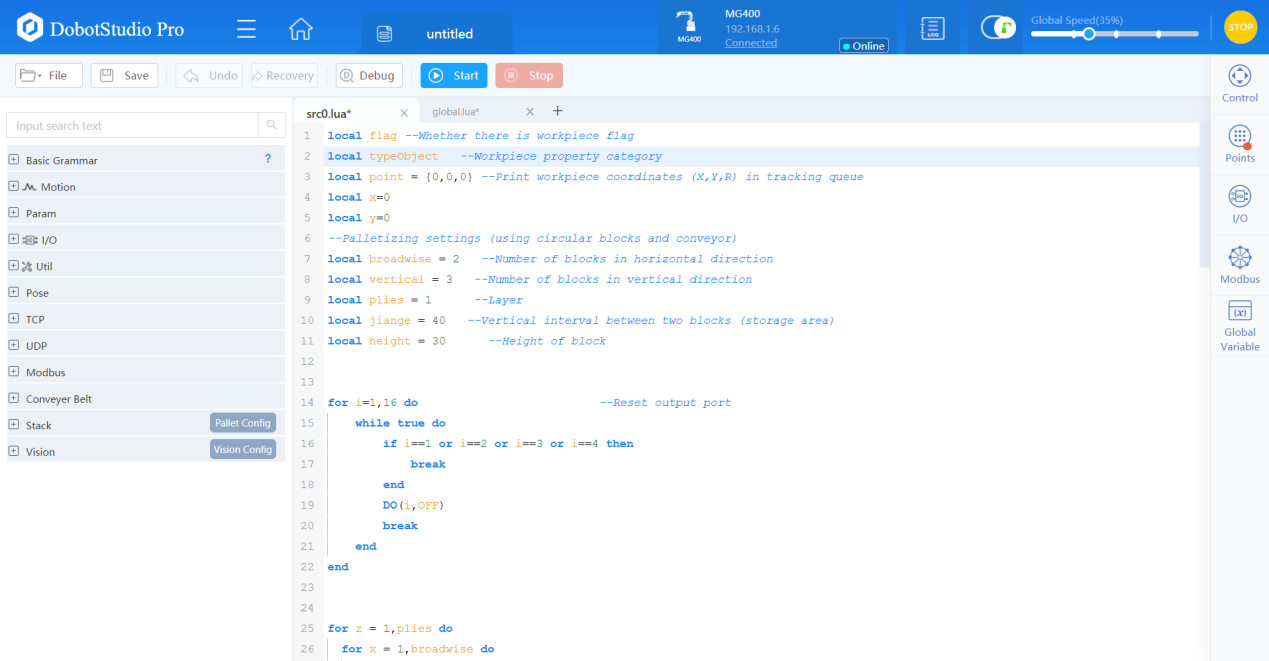 DobotStudio Pro
untitled
MG400
MG400
192.168.1.6
Connected
Online
LOG
Global Speed(35%)
STOP
File
Save
Undo
Recovery
Debug
Start
Stop
Control
Points
I/O
Modbus
Global
Variable
Input search text
Basic Grammar ?
Motion
Param
I/O
Util
Pose
TCP
UDP
Modbus
Conveyer Belt
Stack Pallet Config
Vision Vision Config
src0.lua* X global.lua* X +
1 local flag --Whether there is workpiece flag
2 local typeObject   --Workpiece property category
3 local point = {0,0,0} --Print workpiece coordinates (X,Y,R) in tracking queue
4 local x=0
5 local y=0
6 --Palletizing settings (using circular blocks and conveyor)
7 local broadwise = 2   --Number of blocks in horizontal direction
8 local vertical = 3   --Number of blocks in vertical direction
9 local plies = 1      --Layer
10 local jiange = 40   --Vertical interval between two blocks (storage area)
11 local height = 30      --Height of block
12
13
14 for i=1,16 do                          --Reset output port
15     while true do
16         if i==1 or i==2 or i==3 or i==4 then
17             break
18         end
19         DO(i,OFF)
20         break
21     end
22 end
23
24
25 for z = 1,plies do
26   for x = 1,broadwise do